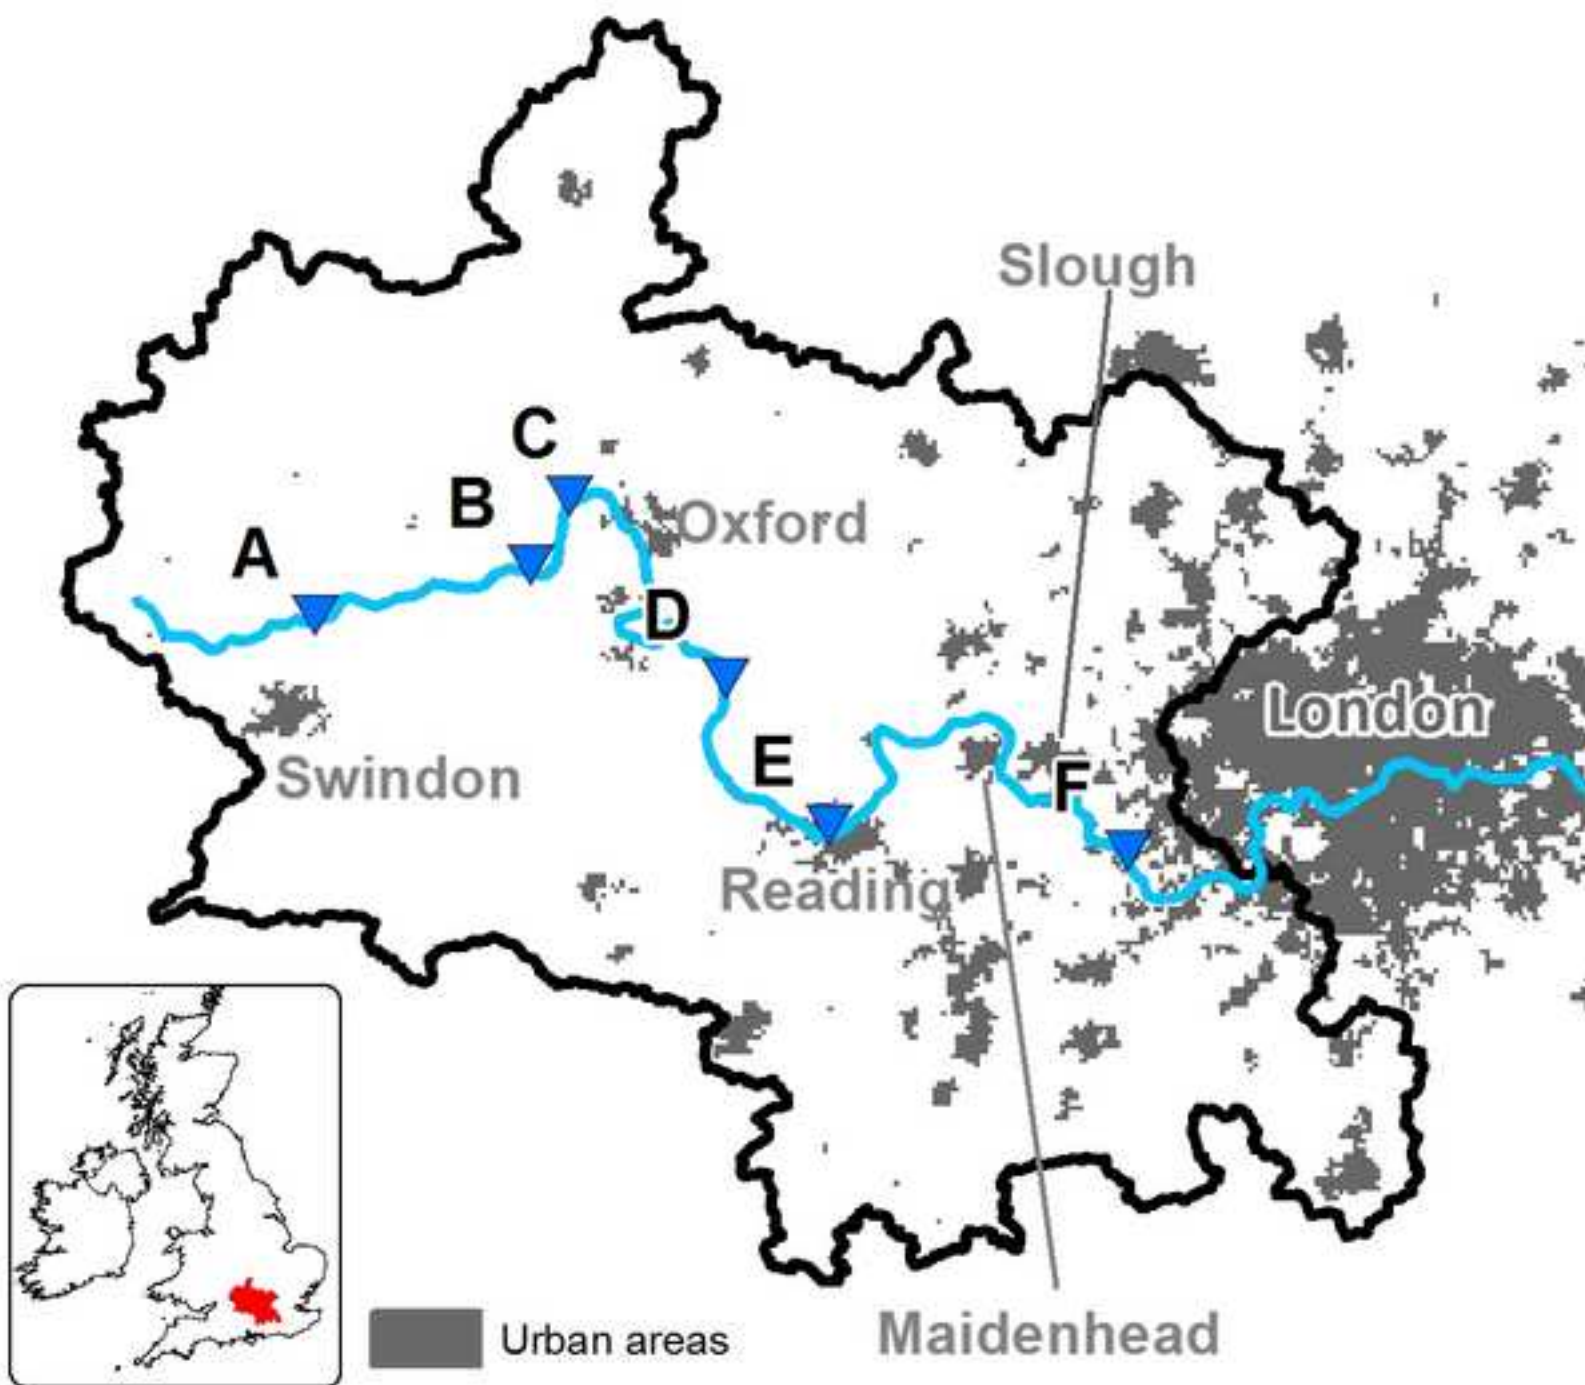 Slough
C
B
Oxford
A
D
London
E
Swindon
F
Reading
Maidenhead
Urban areas